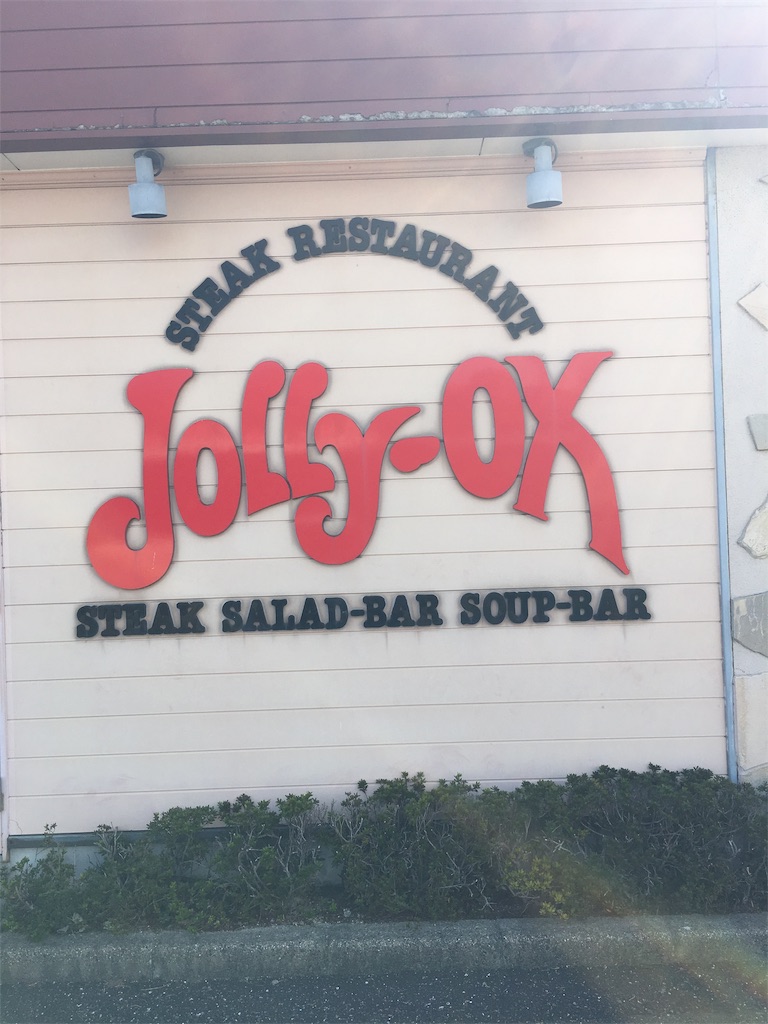 STEAK RESTAURANT
Jolly-OX
STEAK SALAD-BAR SOUP-BAR